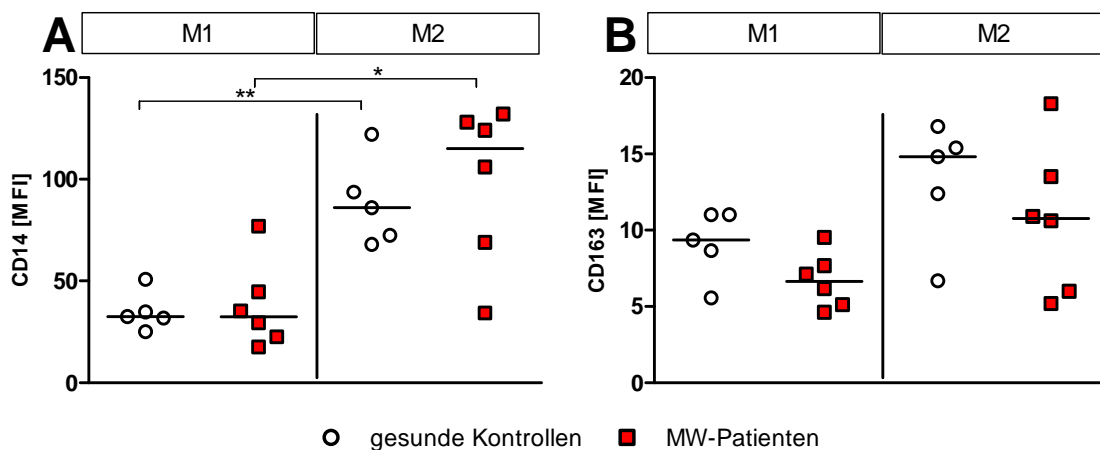 A M1 M2
150
100
50
0
CD14 [MFI]
**
*
B M1 M2
20
15
10
5
0
CD163 [MFI]
gesunde Kontrollen MW-Patienten